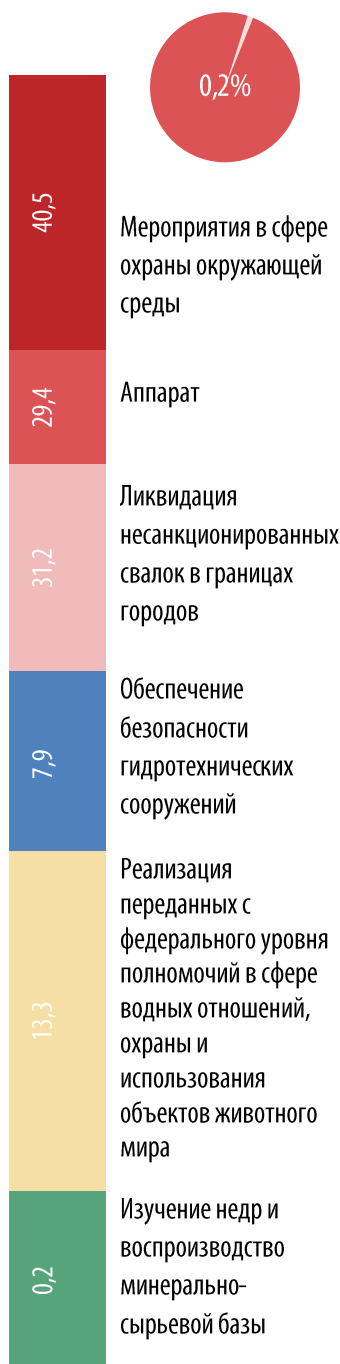 0,2%
40,5
Мероприятия в сфере
охраны окружающей
среды
29,4
Аппарат
31,2
Ликвидация
несанкционированных
свалок в границах
городов
7,9
Обеспечение
безопасности
гидротехнических
сооружений
13,3
Реализация
переданных с
федерального уровня
полномочий в сфере
водных отношений,
охраны и
использования
объектов животного
мира
0,2
Изучение недр и
воспроизводство
минерально-
сырьевой базы